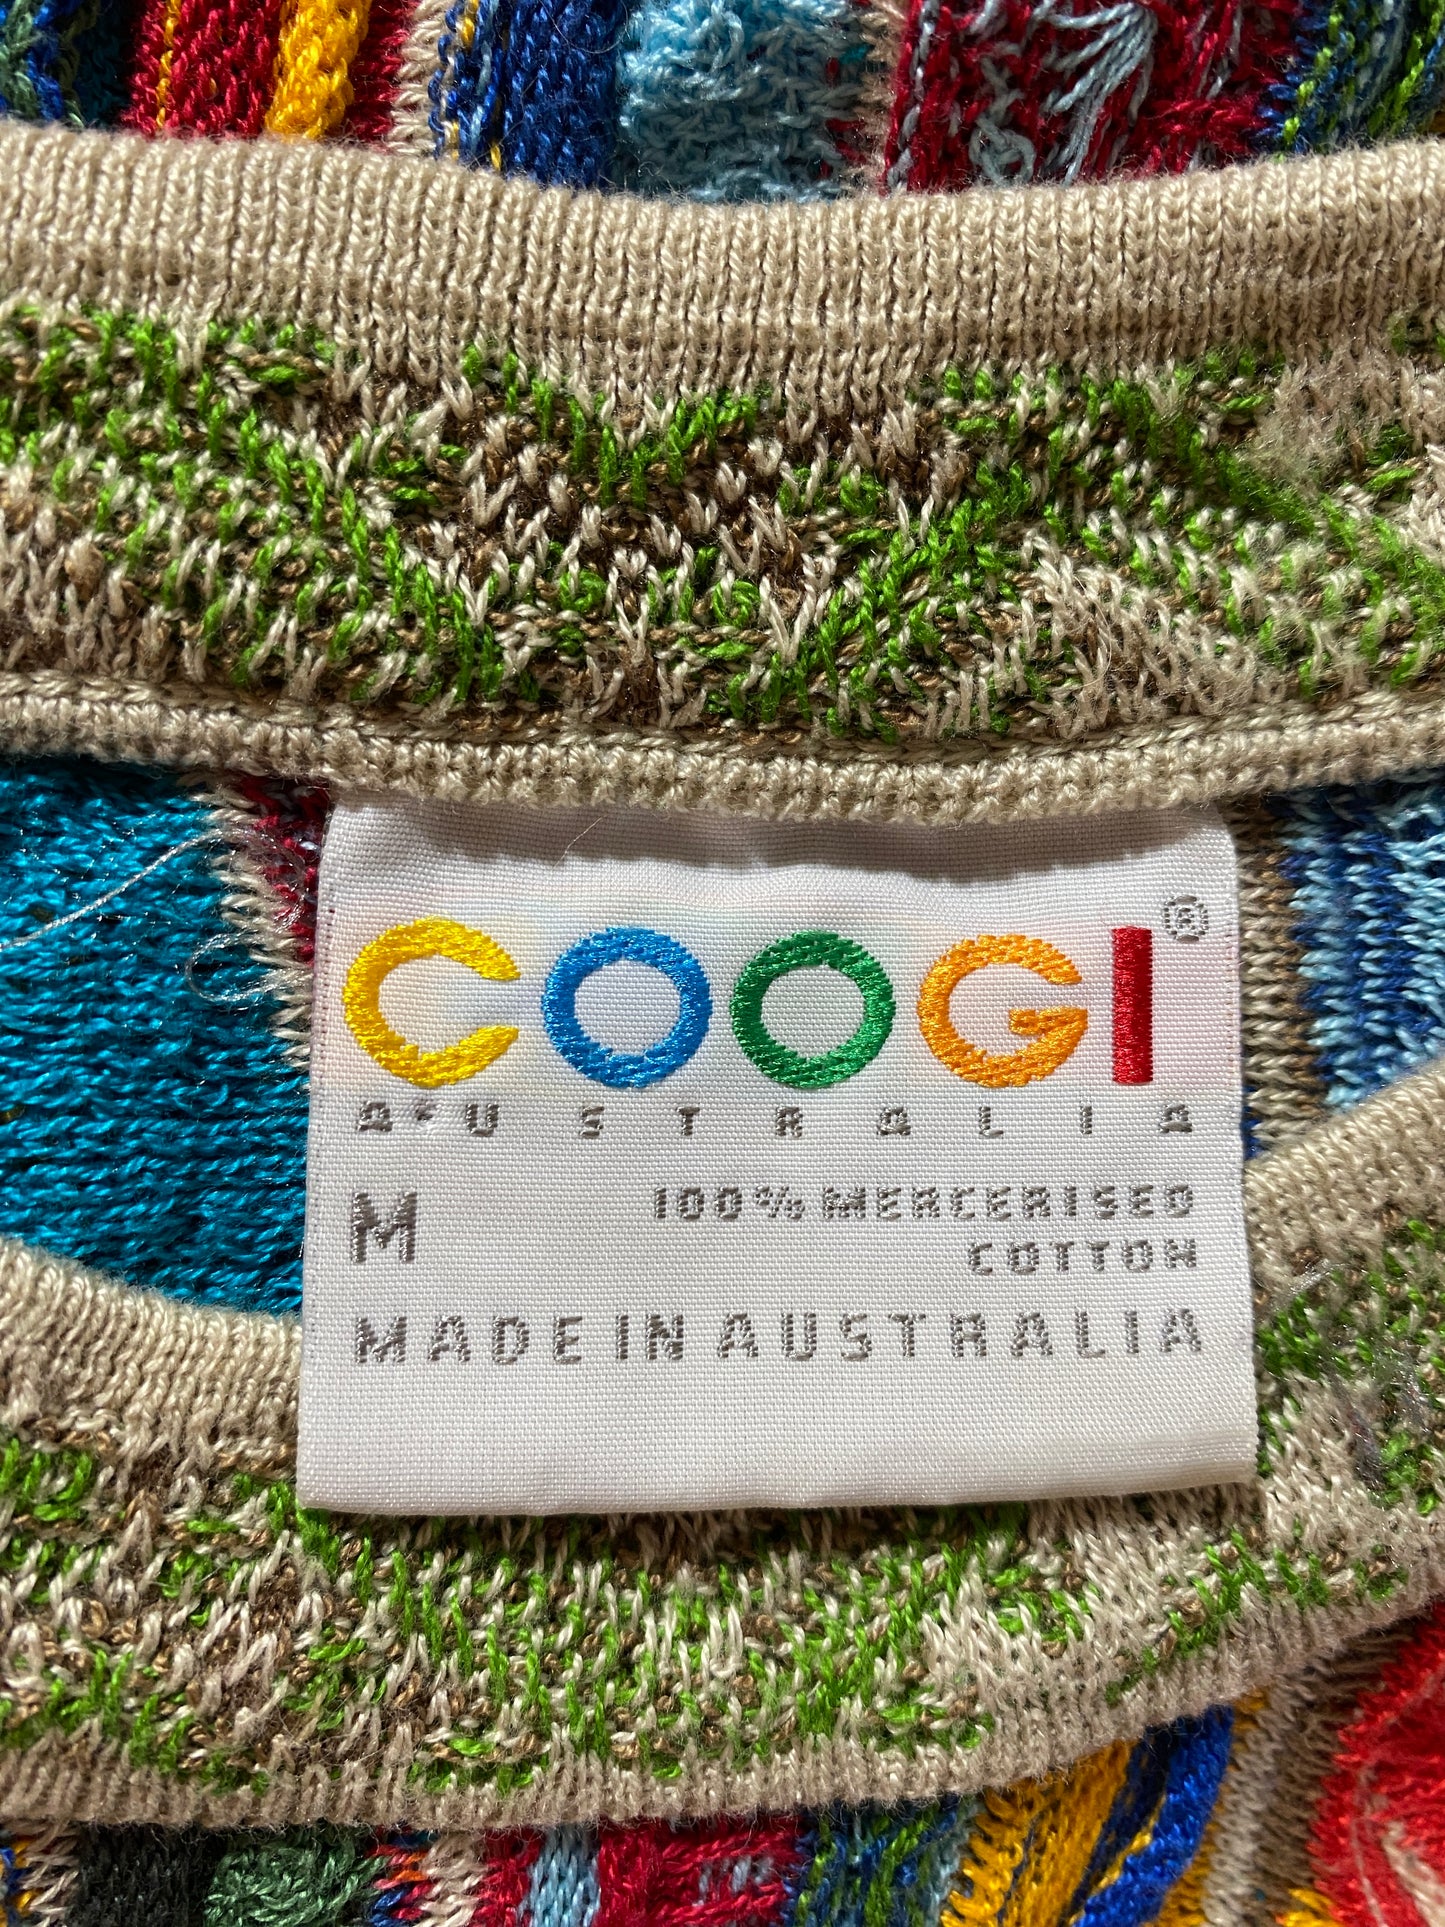 COOGI®
AUSTRALIA
M 100% MERCERISED
COTTON
MADE IN AUSTRALIA